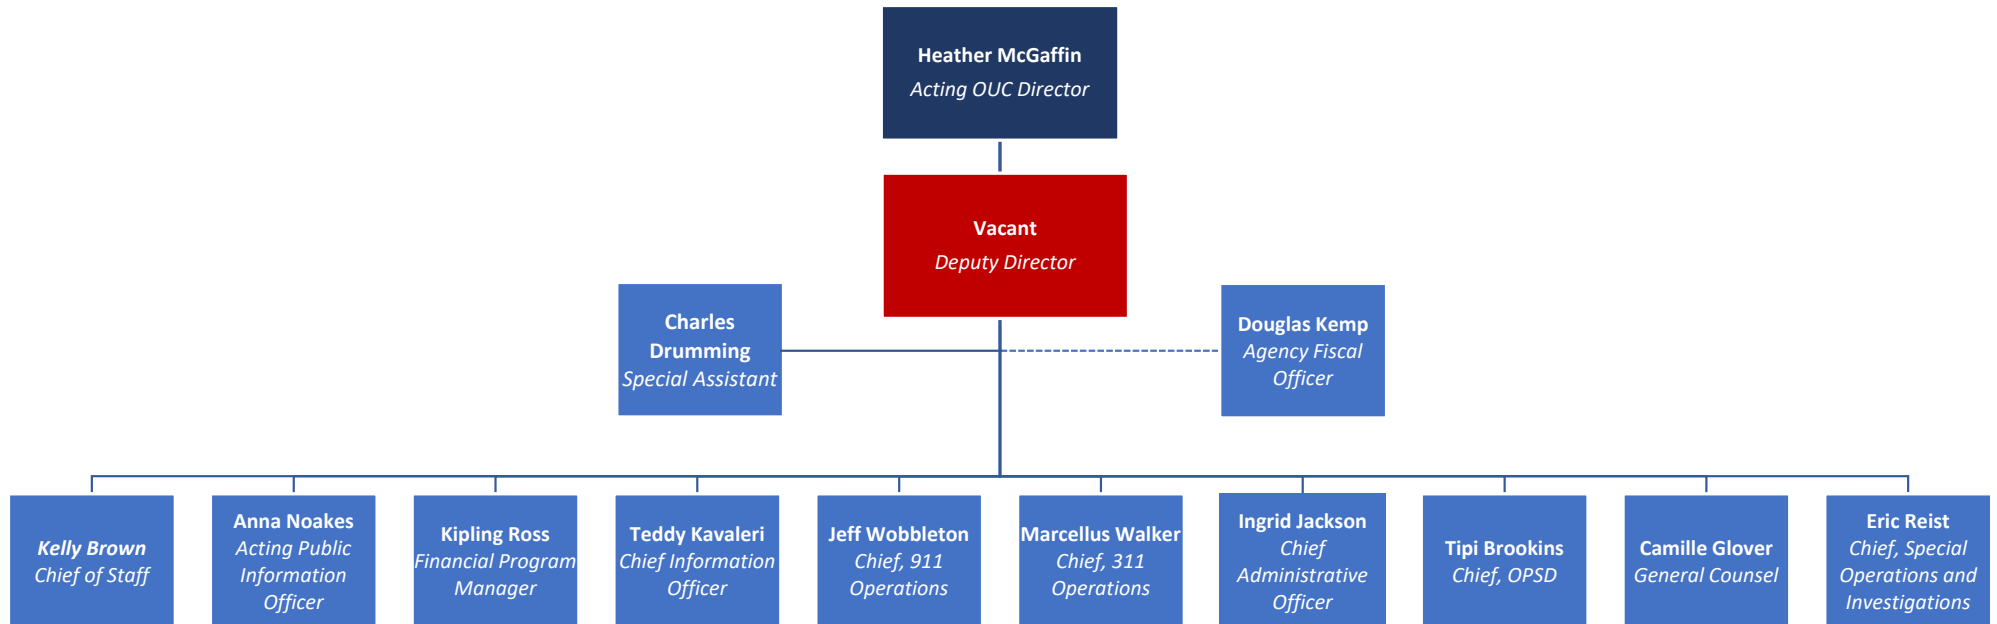 Heather McGaffin
Acting OUC Director
Vacant
Deputy Director
Charles
Drumming
Special Assistant
Douglas Kemp
Agency Fiscal
Officer
Kelly Brown
Chief of Staff
Anna Noakes
Acting Public
Information
Officer
Kipling Ross
Financial Program
Manager
Teddy Kavaleri
Chief Information
Officer
Jeff Wobbleton
Chief, 911
Operations
Marcellus Walker
Chief, 311
Operations
Ingrid Jackson
Chief
Administrative
Officer
Tipi Brookins
Chief, OPSD
Camille Glover
General Counsel
Eric Reist
Chief, Special
Operations and
Investigations